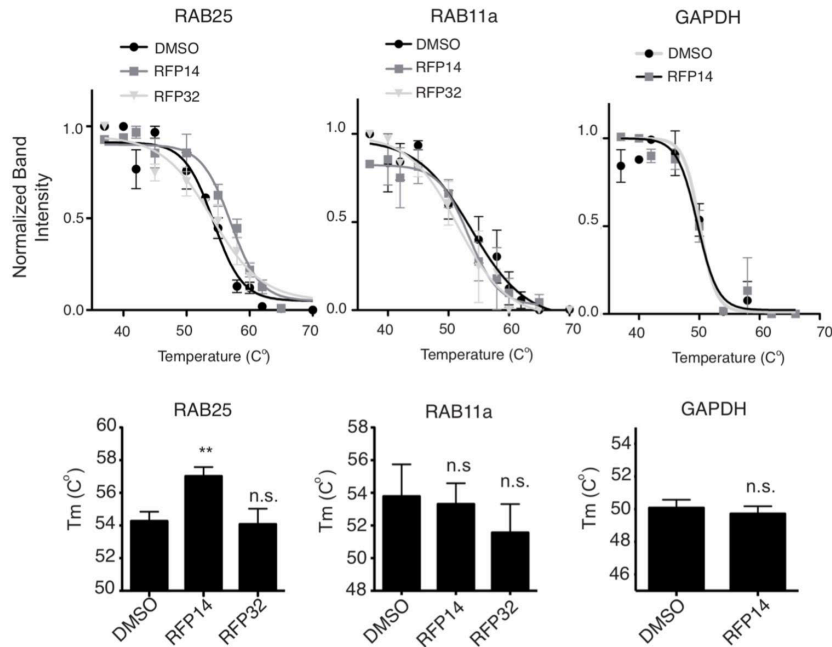 RAB25
DMSO
RFP14
RFP32
RAB11a
DMSO
RFP14
RFP32
GAPDH
DMSO
RFP14
Normalized Band
Intensity
1.0
0.5
0.0
40 50 60 70
Temperature (C°)
1.0
0.5
0.0
40 50 60 70
Temperature (C°)
1.0
0.5
0.0
40 50 60 70
Temperature (C°)
RAB25
Tm (C°)
60
58
56
54
52
50
**
n.s.
DMSO
RFP14
RFP32
RAB11a
Tm (C°)
58
56
54
52
50
48
n.s
n.s.
DMSO
RFP14
RFP32
GAPDH
Tm (C°)
54
52
50
48
46
n.s.
DMSO
RFP14